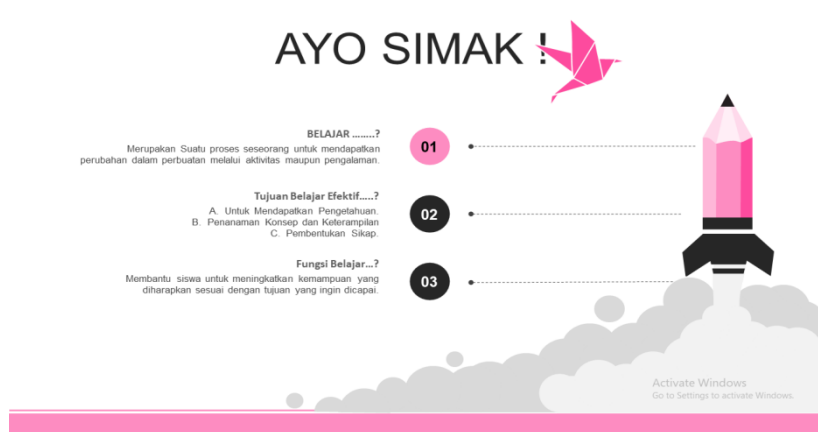 AYO SIMAK !
BELAJAR ........?
Merupakan Suatu proses seseorang untuk mendapatkan
perubahan dalam perbuatan melalui aktivitas maupun pengalaman.
01
Tujuan Belajar Efektif.....?
A. Untuk Mendapatkan Pengetahuan.
B. Penanaman Konsep dan Keterampilan
C. Pembentukan Sikap.
02
Fungsi Belajar...?
Membantu siswa untuk meningkatkan kemampuan yang
diharapkan sesuai dengan tujuan yang ingin dicapai.
03
Activate Windows
Go to Settings to activate Windows.